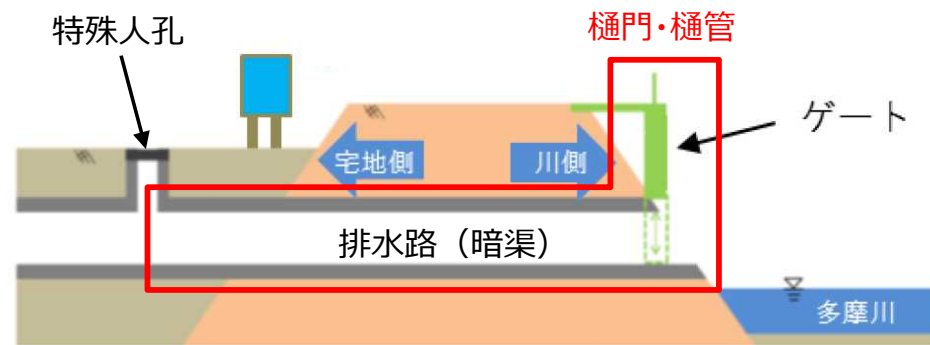 特殊人孔
樋門・樋管
ゲート
宅地側
川側
排水路（暗渠）
多摩川